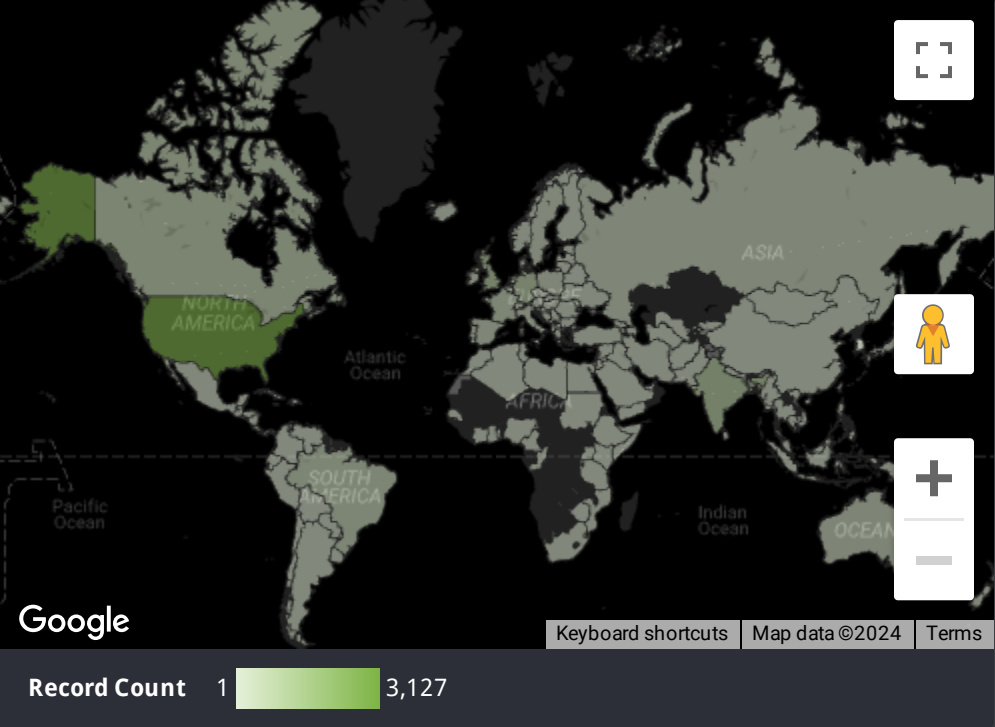 ASIA
NORTH
AMERICA
Atlantic
Ocean
AFRICA
SOUTH
AMERICA
Pacific
Ocean
Indian
Ocean
OCEAN
Google
Keyboard shortcuts
Map data ©2024
Terms
Record Count 1 3,127